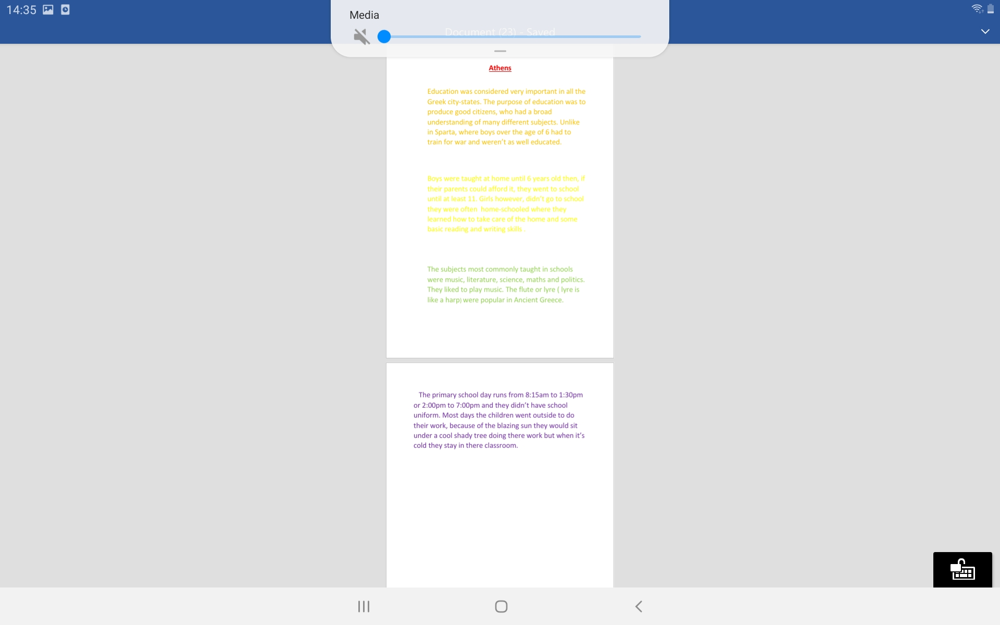 14:35
Media
Document (23) - Saved
Athens
Education was considered very important in all the
Greek city-states. The purpose of education was to
produce good citizens, who had a broad
understanding of many different subjects. Unlike
in Sparta, where boys over the age of 6 had to
train for war and weren't as well educated.
Boys were taught at home until 6 years old then, if
their parents could afford it, they went to school
until at least 11. Girls however, didn't go to school
they were often  home-schooled where they
learned how to take care of the home and some
basic reading and writing skills .
The subjects most commonly taught in schools
were music, literature, science, maths and politics.
They liked to play music. The flute or lyre ( lyre is
like a harp) were popular in Ancient Greece.
The primary school day runs from 8:15am to 1:30pm
or 2:00pm to 7:00pm and they didn't have school
uniform. Most days the children went outside to do
their work, because of the blazing sun they would sit
under a cool shady tree doing there work but when it's
cold they stay in there classroom.